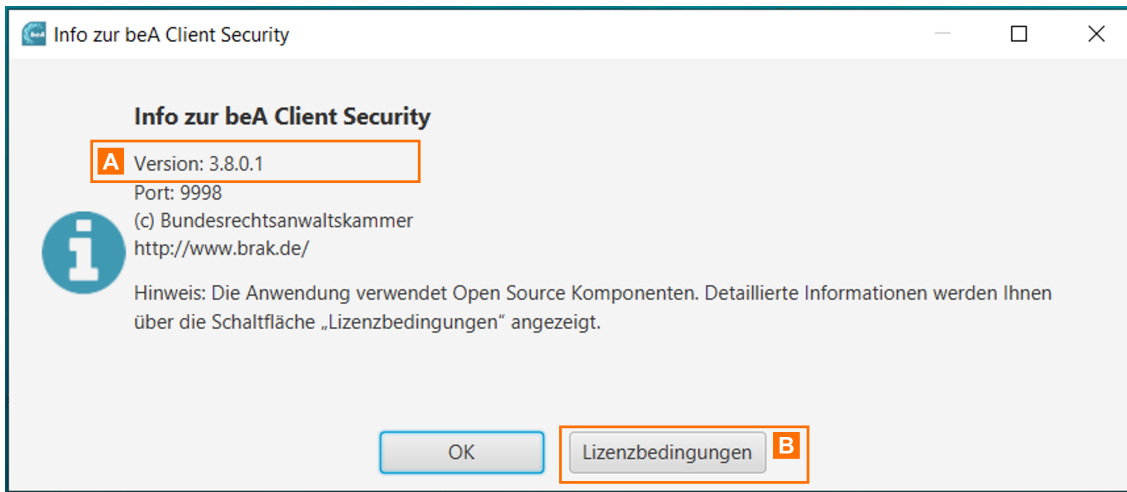 Info zur beA Client Security
Info zur beA Client Security
A Version: 3.8.0.1
Port: 9998
(c) Bundesrechtsanwaltskammer
http://www.brak.de/
Hinweis: Die Anwendung verwendet Open Source Komponenten. Detaillierte Informationen werden Ihnen
über die Schaltfläche „Lizenzbedingungen“ angezeigt.
OK Lizenzbedingungen B